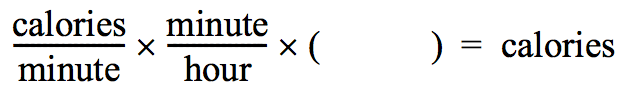 calories/minute × minute/hour × (          ) = calories